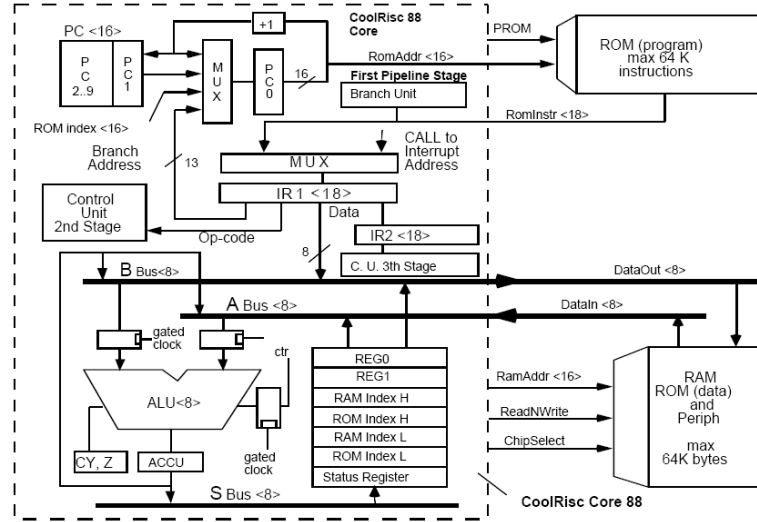 CoolRisc 88
Core
+1
PC <16>
P
C
2..9
P
C
1
M
U
X
P
C
0
16
RomAddr <16>
PROM
ROM (program)
max 64 K
instructions
First Pipeline Stage
Branch Unit
ROM index <16>
RomInstr <18>
Branch
Address
13
CALL to
Interrupt
Address
M U X
IR 1 <18>
Control
Unit
2nd Stage
Op-code
Data
IR2 <18>
8
C. U. 3th Stage
B Bus<8>
DataOut <8>
A Bus <8>
DataIn <8>
gated
clock
ctr
REG0
REG1
RAM Index H
ROM Index H
RAM Index L
ROM Index L
Status Register
ALU<8>
gated
clock
CY, Z
ACCU
S Bus <8>
RamAddr <16>
ReadNWrite
ChipSelect
RAM
ROM (data)
and
Periph
max
64K bytes
CoolRisc Core 88